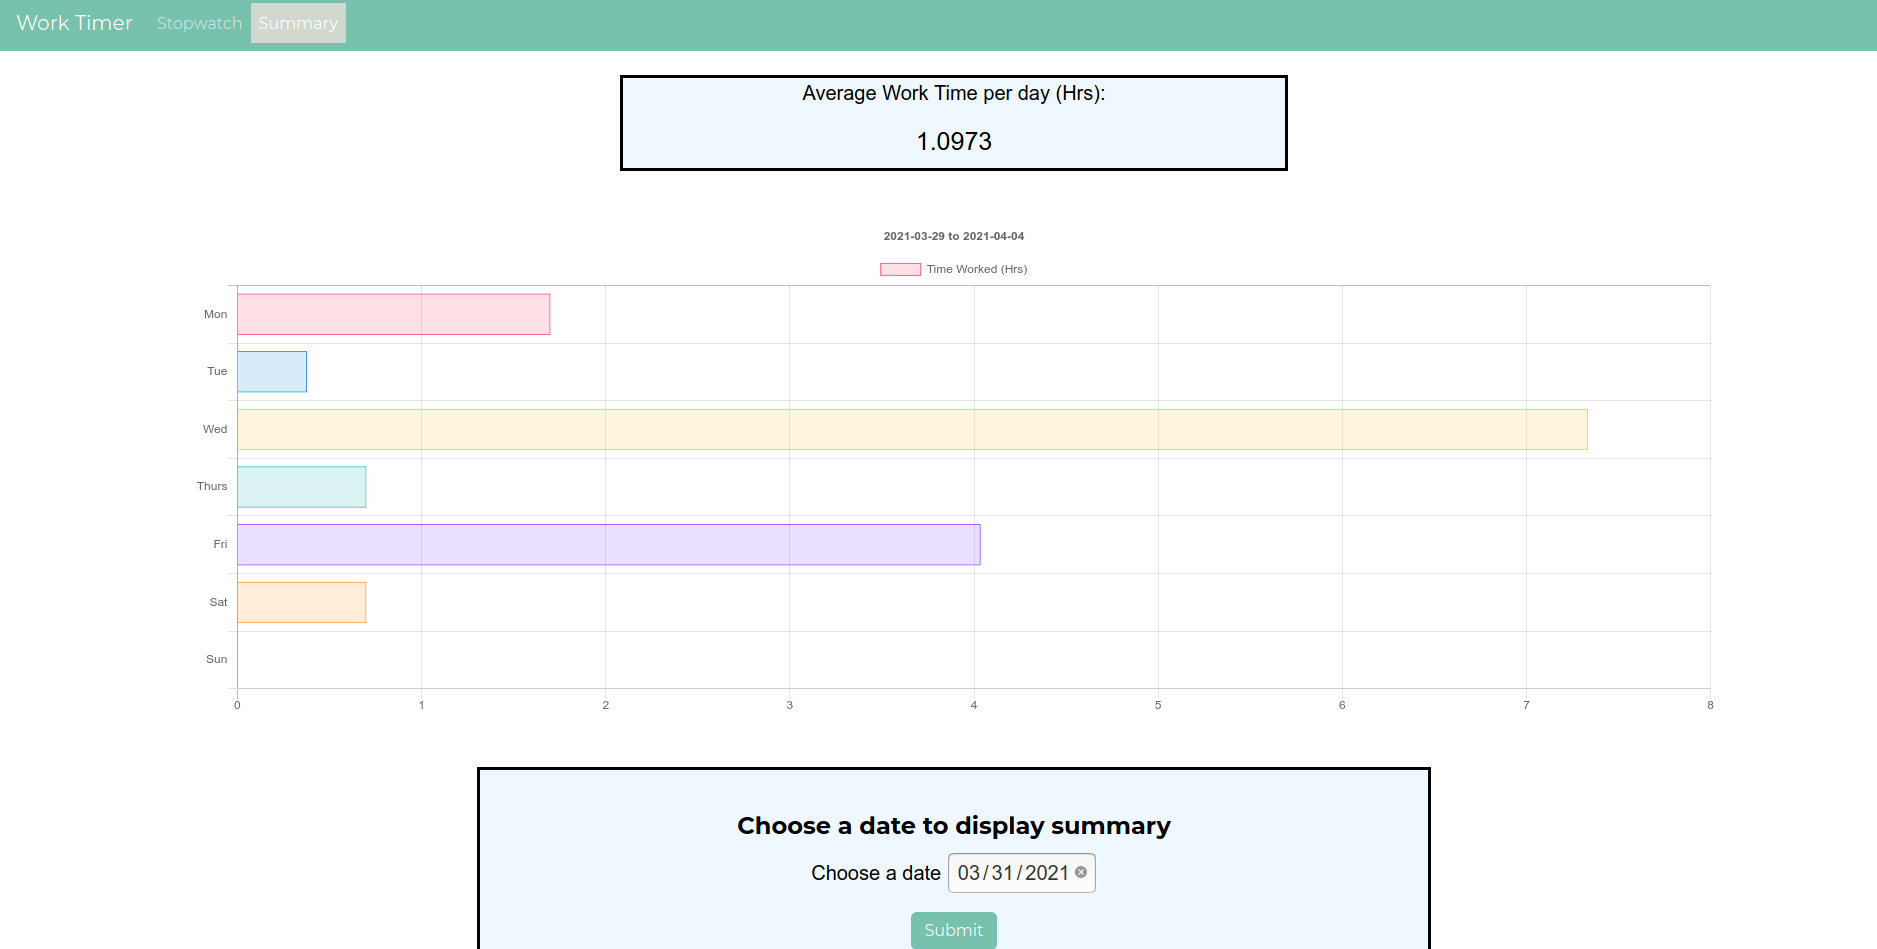 Work Timer Stopwatch Summary
Average Work Time per day (Hrs):
1.0973
2021-03-29 to 2021-04-04
Time Worked (Hrs)
Mon
Tue
Wed
Thurs
Fri
Sat
Sun
0 1 2 3 4 5 6 7 8
Choose a date to display summary
Choose a date 03/31/2021
Submit